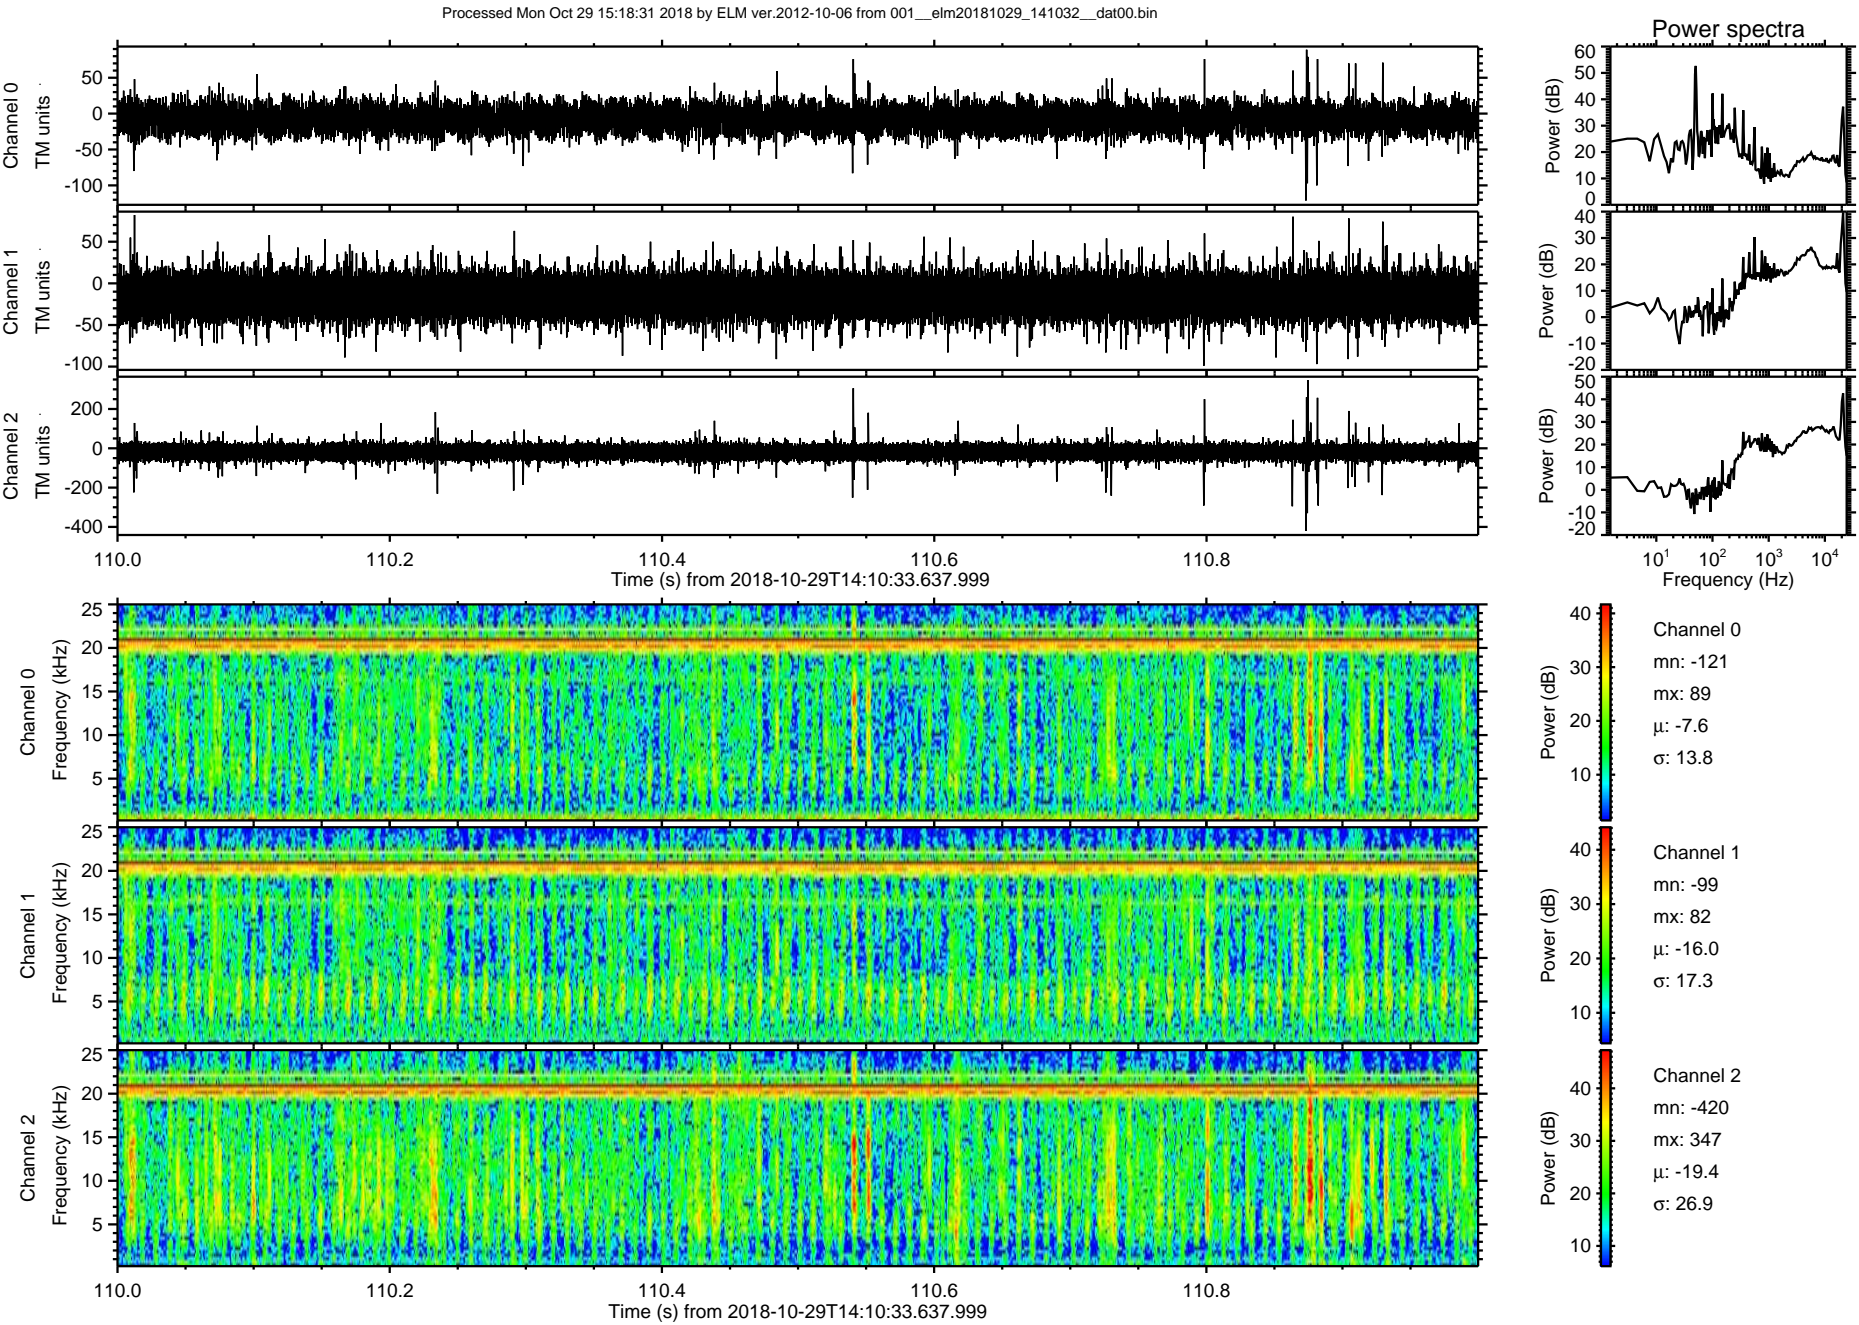 Processed Mon Oct 29 15:18:31 2018 by ELM ver.2012-10-06 from 001__elm20181029_141032__dat00.bin
Power spectra
Channel 0
TM units
50
0
-50
-100
Power (dB)
60
50
40
30
20
10
0
Channel 1
TM units
50
0
-50
-100
Power (dB)
40
30
20
10
0
-10
-20
Channel 2
TM units
200
0
-200
-400
Power (dB)
50
40
30
20
10
0
-10
-20
110.0 110.2 110.4 110.6 110.8
Time (s) from 2018-10-29T14:10:33.637.999
10¹ 10² 10³ 10⁴
Frequency (Hz)
Channel 0
Frequency (kHz)
25
20
15
10
5
Power (dB)
40
30
20
10
Channel 0
mn: -121
mx: 89
µ: -7.6
σ: 13.8
Channel 1
Frequency (kHz)
25
20
15
10
5
Power (dB)
40
30
20
10
Channel 1
mn: -99
mx: 82
µ: -16.0
σ: 17.3
Channel 2
Frequency (kHz)
25
20
15
10
5
Power (dB)
40
30
20
10
Channel 2
mn: -420
mx: 347
µ: -19.4
σ: 26.9
110.0 110.2 110.4 110.6 110.8
Time (s) from 2018-10-29T14:10:33.637.999